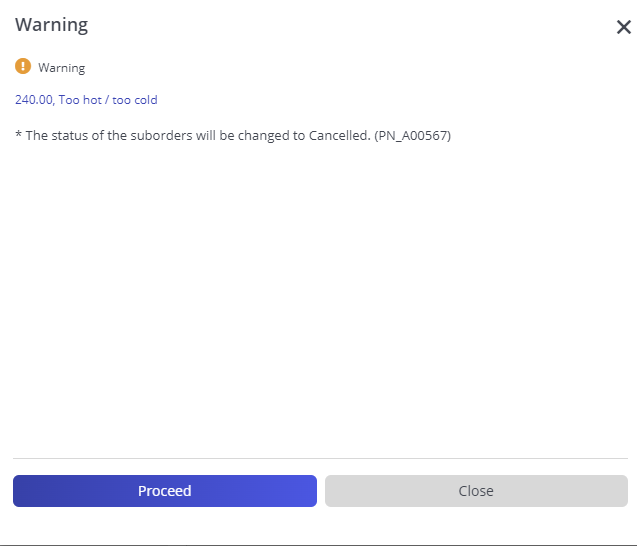 Warning
Warning
240.00, Too hot / too cold
* The status of the suborders will be changed to Cancelled. (PN_A00567)
Proceed
Close